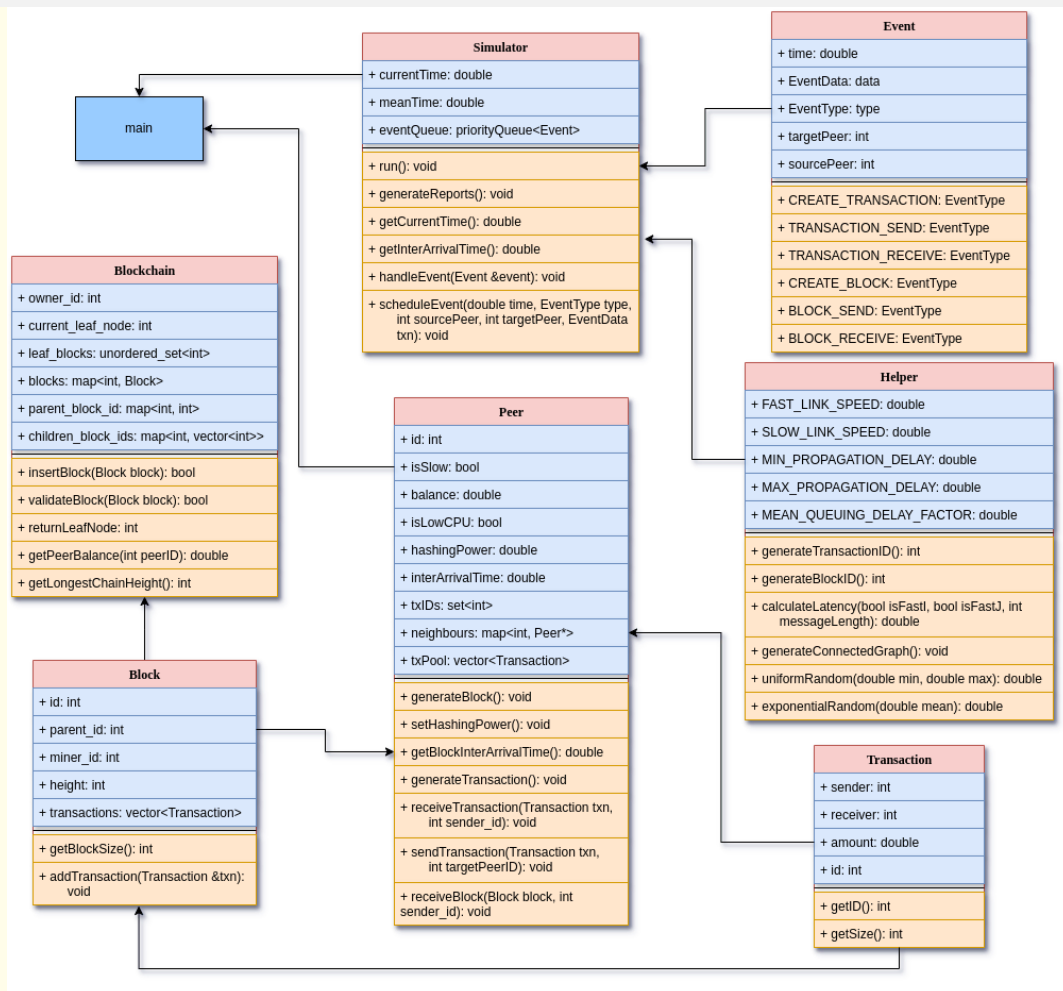 main
Simulator
+ currentTime: double
+ meanTime: double
+ eventQueue: priorityQueue<Event>
+ run(): void
+ generateReports(): void
+ getCurrentTime(): double
+ getInterArrivalTime(): double
+ handleEvent(Event &event): void
+ scheduleEvent(double time, EventType type,
int sourcePeer, int targetPeer, EventData
txn): void
Event
+ time: double
+ EventData: data
+ EventType: type
+ targetPeer: int
+ sourcePeer: int
+ CREATE_TRANSACTION: EventType
+ TRANSACTION_SEND: EventType
+ TRANSACTION_RECEIVE: EventType
+ CREATE_BLOCK: EventType
+ BLOCK_SEND: EventType
+ BLOCK_RECEIVE: EventType
Blockchain
+ owner_id: int
+ current_leaf_node: int
+ leaf_blocks: unordered_set<int>
+ blocks: map<int, Block>
+ parent_block_id: map<int, int>
+ children_block_ids: map<int, vector<int>>
+ insertBlock(Block block): bool
+ validateBlock(Block block): bool
+ returnLeafNode: int
+ getPeerBalance(int peerID): double
+ getLongestChainHeight(): int
Peer
+ id: int
+ isSlow: bool
+ balance: double
+ isLowCPU: bool
+ hashingPower: double
+ interArrivalTime: double
+ txIDs: set<int>
+ neighbours: map<int, Peer*>
+ txPool: vector<Transaction>
+ generateBlock(): void
+ setHashingPower(): void
+ getBlockInterArrivalTime(): double
+ generateTransaction(): void
+ receiveTransaction(Transaction txn,
int sender_id): void
+ sendTransaction(Transaction txn,
int targetPeerID): void
+ receiveBlock(Block block, int
sender_id): void
Helper
+ FAST_LINK_SPEED: double
+ SLOW_LINK_SPEED: double
+ MIN_PROPAGATION_DELAY: double
+ MAX_PROPAGATION_DELAY: double
+ MEAN_QUEUING_DELAY_FACTOR: double
+ generateTransactionID(): int
+ generateBlockID(): int
+ calculateLatency(bool isFastI, bool isFastJ, int
messageLength): double
+ generateConnectedGraph(): void
+ uniformRandom(double min, double max): double
+ exponentialRandom(double mean): double
Block
+ id: int
+ parent_id: int
+ miner_id: int
+ height: int
+ transactions: vector<Transaction>
+ getBlockSize(): int
+ addTransaction(Transaction &txn):
void
Transaction
+ sender: int
+ receiver: int
+ amount: double
+ id: int
+ getID(): int
+ getSize(): int